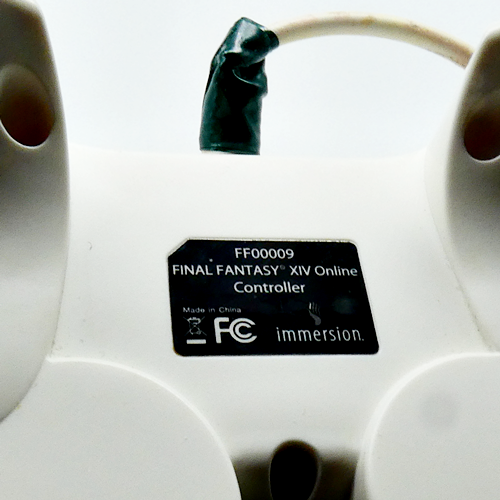 FF00009
FINAL FANTASY® XIV Online
Controller
Made in China
FC
immersion.